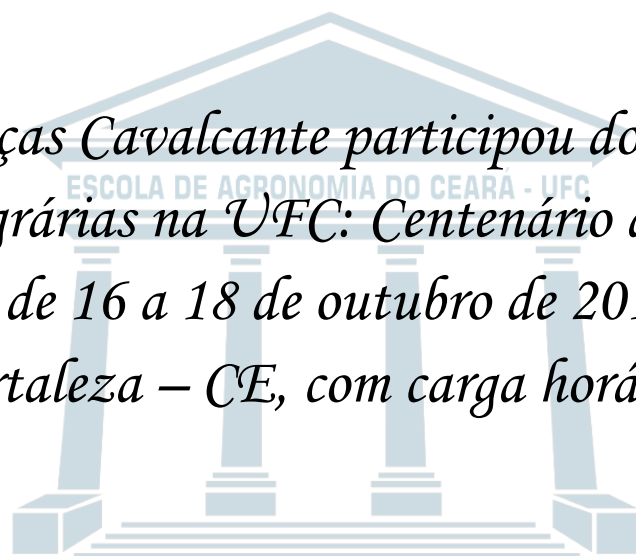 ças Cavalcante participou do
ESCOLA DE AGRONOMIA DO CEARÁ - UFC
grárias na UFC: Centenário
de 16 a 18 de outubro de 201
rtaleza – CE, com carga horá